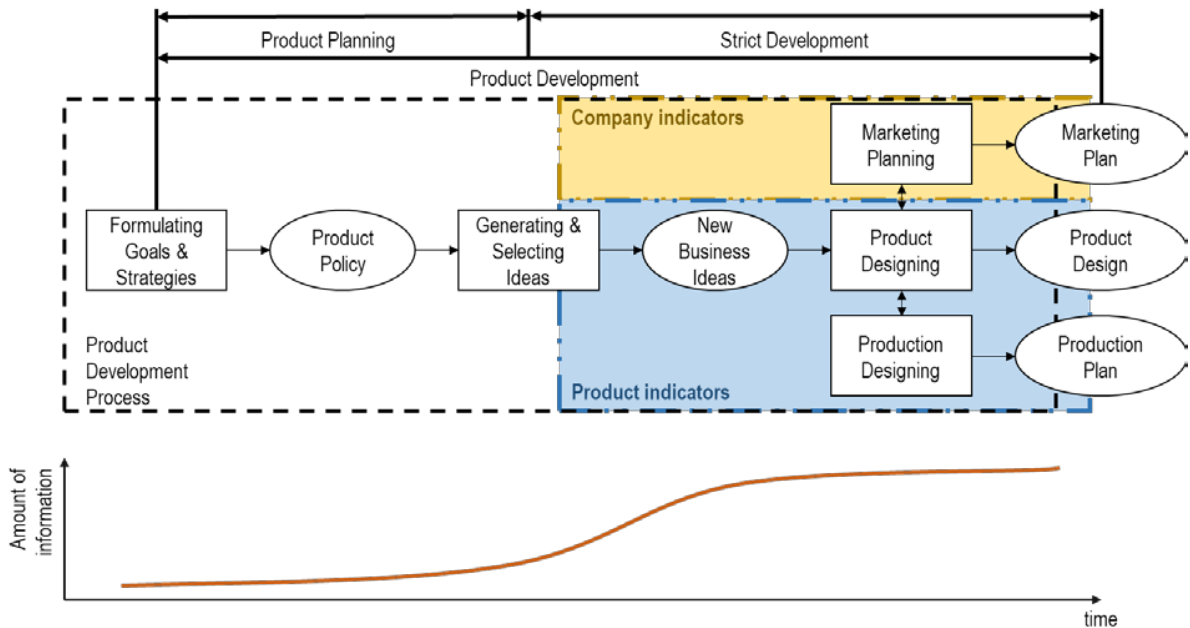 Product Planning
Strict Development
Product Development
Company indicators
Marketing
Planning
Marketing
Plan
Formulating
Goals &
Strategies
Product
Policy
Generating &
Selecting
Ideas
New
Business
Ideas
Product
Designing
Product
Design
Product
Development
Process
Production
Designing
Production
Plan
Product indicators
Amount of
information
time